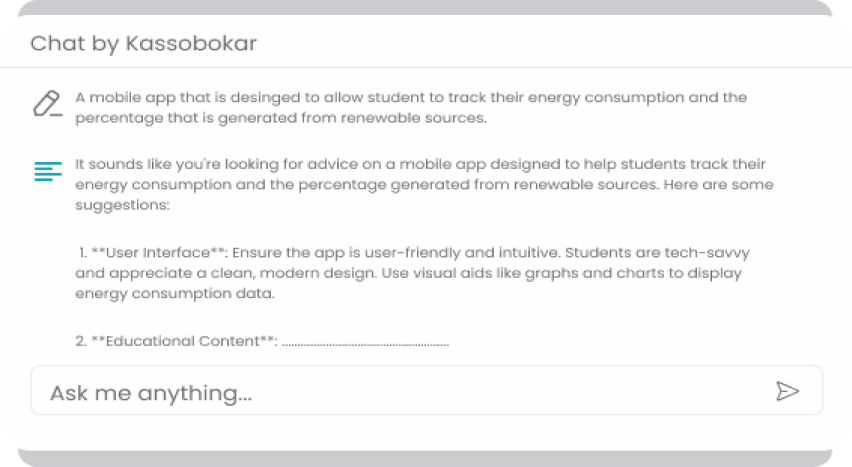 Chat by Kassobokar
A mobile app that is desinged to allow student to track their energy consumption and the
percentage that is generated from renewable sources.
It sounds like you're looking for advice on a mobile app designed to help students track their
energy consumption and the percentage generated from renewable sources. Here are some
suggestions:
1. **User Interface**: Ensure the app is user-friendly and intuitive. Students are tech-savvy
and appreciate a clean, modern design. Use visual aids like graphs and charts to display
energy consumption data.
2. **Educational Content**: ......................................................
Ask me anything...